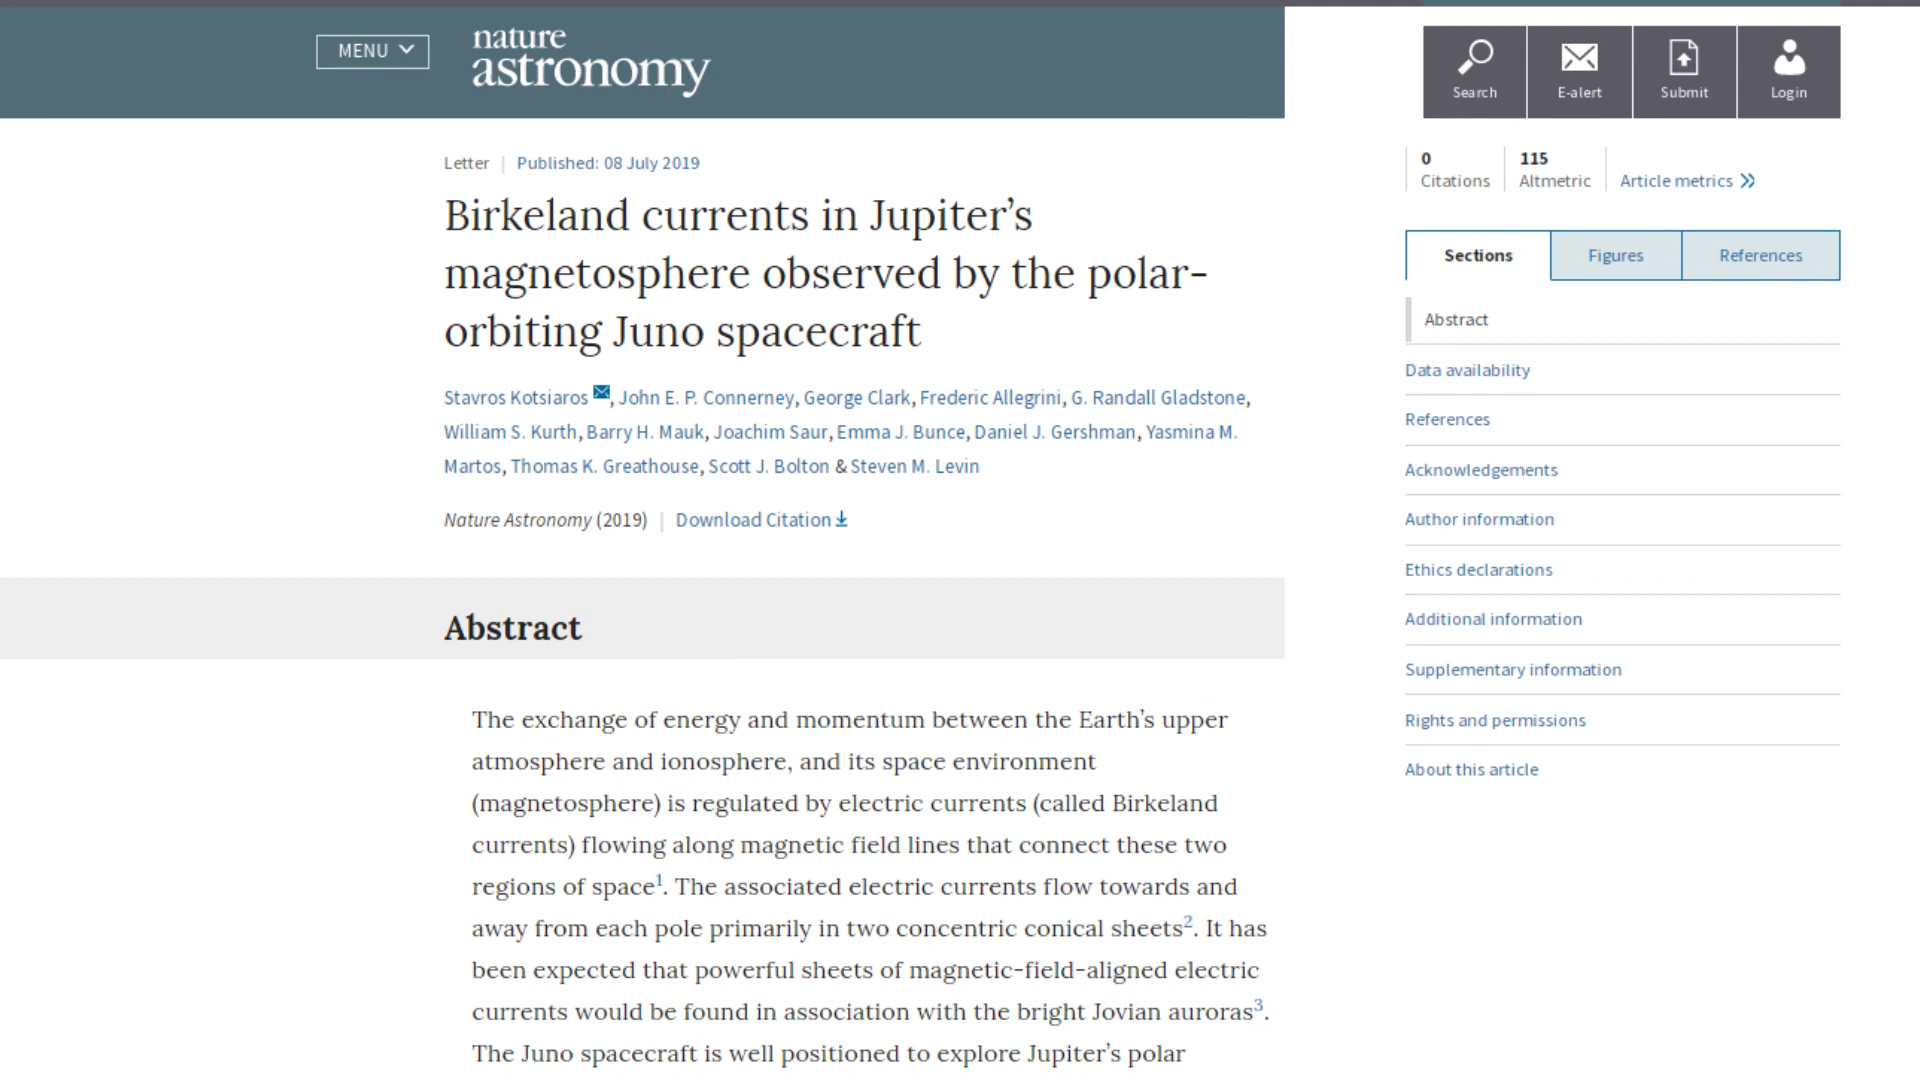 MENU
nature
astronomy
Search
E-alert
Submit
Login
Letter | Published: 08 July 2019
Birkeland currents in Jupiter’s
magnetosphere observed by the polar-
orbiting Juno spacecraft
Stavros Kotsiaros, John E. P. Connerney, George Clark, Frederic Allegrini, G. Randall Gladstone,
William S. Kurth, Barry H. Mauk, Joachim Saur, Emma J. Bunce, Daniel J. Gershman, Yasmina M.
Martos, Thomas K. Greathouse, Scott J. Bolton & Steven M. Levin
Nature Astronomy (2019) | Download Citation
Abstract
The exchange of energy and momentum between the Earth’s upper
atmosphere and ionosphere, and its space environment
(magnetosphere) is regulated by electric currents (called Birkeland
currents) flowing along magnetic field lines that connect these two
regions of space1. The associated electric currents flow towards and
away from each pole primarily in two concentric conical sheets2. It has
been expected that powerful sheets of magnetic-field-aligned electric
currents would be found in association with the bright Jovian auroras3.
The Juno spacecraft is well positioned to explore Jupiter’s polar
0
Citations
115
Altmetric
Article metrics
Sections
Figures
References
Abstract
Data availability
References
Acknowledgements
Author information
Ethics declarations
Additional information
Supplementary information
Rights and permissions
About this article